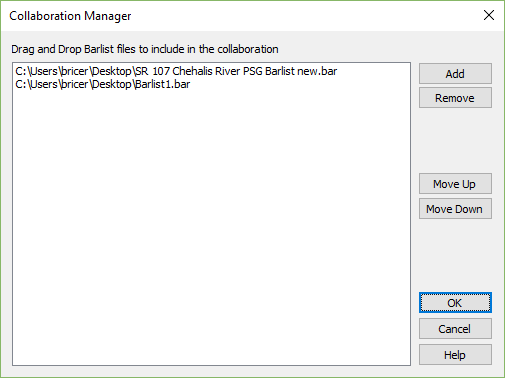 Collaboration Manager
Drag and Drop Barlist files to include in the collaboration
C:\Users\bricer\Desktop\SR 107 Chehalis River PSG Barlist new.bar
C:\Users\bricer\Desktop\Barlist1.bar
Add
Remove
Move Up
Move Down
OK
Cancel
Help